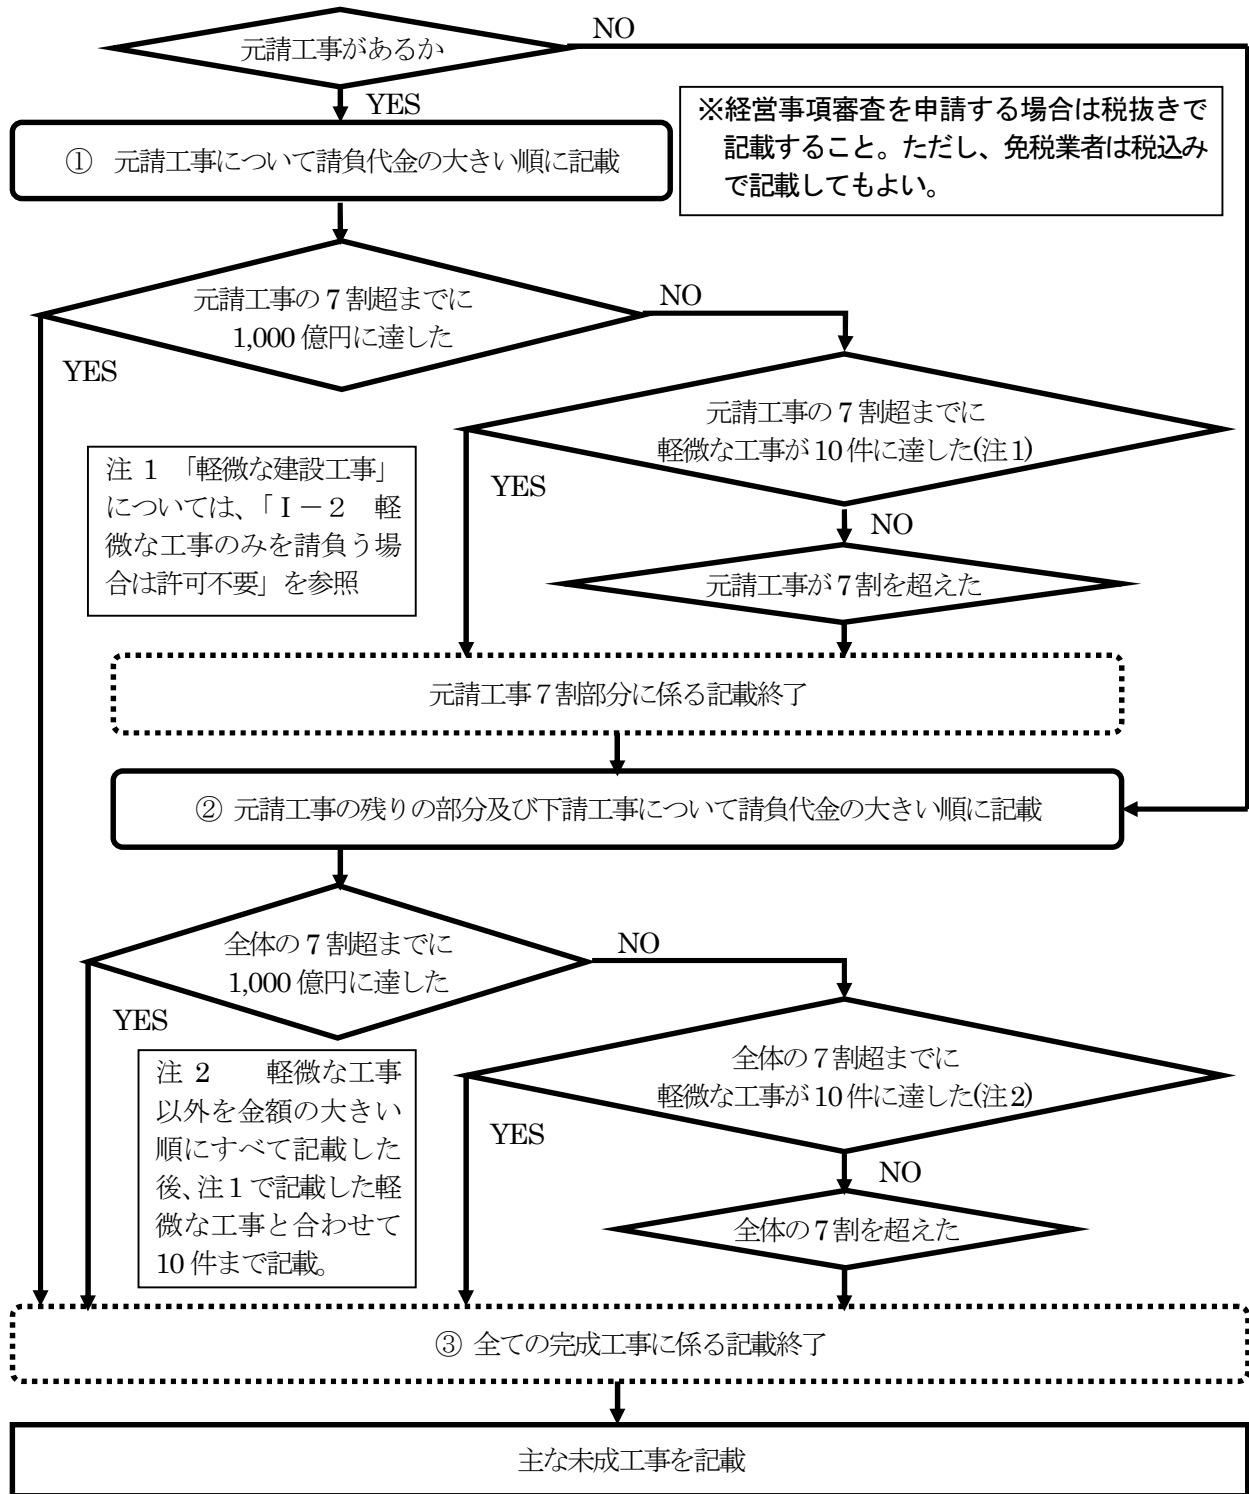 元請工事があるか
NO
YES
※経営事項審査を申請する場合は税抜きで
記載すること。ただし、免税業者は税込み
で記載してもよい。
① 元請工事について請負代金の大きい順に記載
元請工事の７割超までに
1,000 億円に達した
NO
YES
元請工事の７割超までに
軽微な工事が 10 件に達した(注１)
YES
NO
注 １ 「軽微な建設工事」
については、「Ⅰ－２　軽
微な工事のみを請負う場
合は許可不要」を参照
元請工事が７割を超えた
元請工事７割部分に係る記載終了
② 元請工事の残りの部分及び下請工事について請負代金の大きい順に記載
全体の７割超までに
1,000 億円に達した
NO
YES
全体の７割超までに
軽微な工事が 10 件に達した(注２)
YES
NO
注 ２　軽微な工事
以外を金額の大きい
順にすべて記載した
後、注１で記載した軽
微な工事と合わせて
10 件まで記載。
全体の７割を超えた
③ 全ての完成工事に係る記載終了
主な未成工事を記載